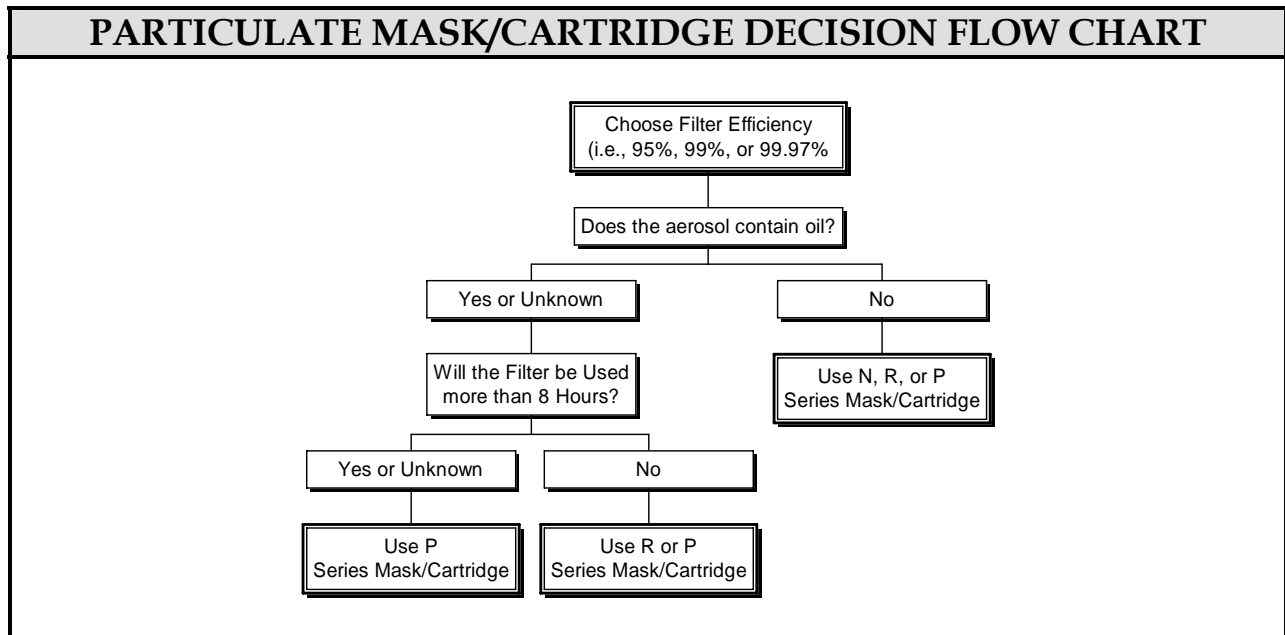 PARTICULATE MASK/CARTRIDGE DECISION FLOW CHART
Choose Filter Efficiency
(i.e., 95%, 99%, or 99.97%
Does the aerosol contain oil?
Yes or Unknown
No
Will the Filter be Used
more than 8 Hours?
Use N, R, or P
Series Mask/Cartridge
Yes or Unknown
No
Use P
Series Mask/Cartridge
Use R or P
Series Mask/Cartridge